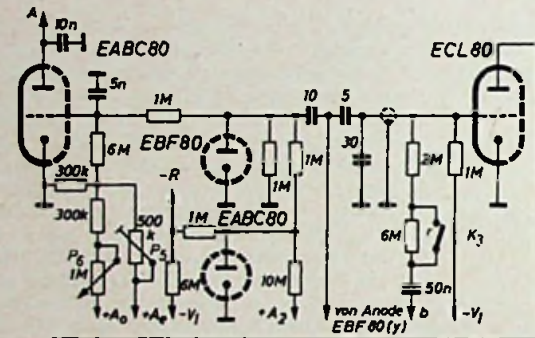 A
10n
EABC80
ECL80
5n
1M
10
5
6M
EBF80
30
1M
1M
2M
1M
300k
-R
300k
500
k
1M
EABC80
6M
r
K3
P6
1M
P5
6M
10M
50n
+A0
+Ae
-V1
+A2
von Anode
EBF80(y)
b
-V1